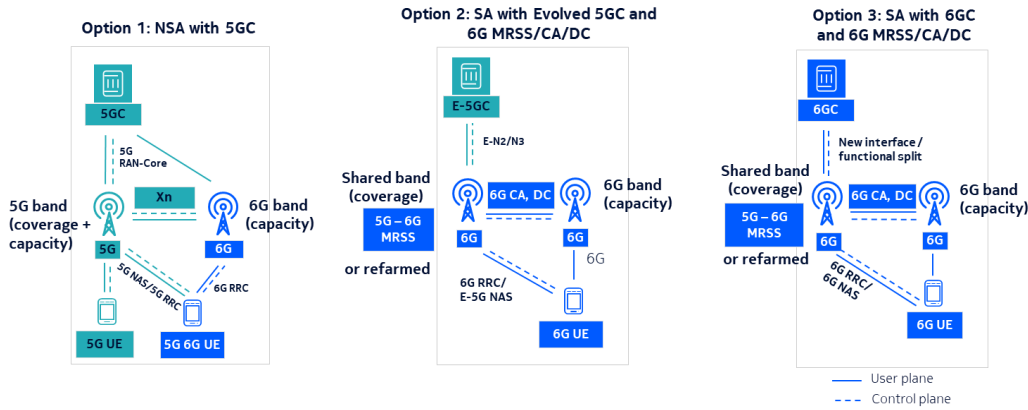 Option 1: NSA with 5GC
5GC
5G
RAN-Core
Xn
5G band
(coverage +
capacity)
6G band
(capacity)
5G
6G
5G NAS/5G RRC
6G RRC
5G UE
5G 6G UE
Option 2: SA with Evolved 5GC and
6G MRSS/CA/DC
E-5GC
E-N2/N3
Shared band
(coverage)
5G – 6G
MRSS
or refarmed
6G CA, DC
6G band
(capacity)
6G
6G
6G
6G RRC/
E-5G NAS
6G UE
Option 3: SA with 6GC
and 6G MRSS/CA/DC
6GC
New interface /
functional split
Shared band
(coverage)
5G – 6G
MRSS
or refarmed
6G CA, DC
6G band
(capacity)
6G
6G
6G RRC/
6G NAS
6G UE
User plane
Control plane